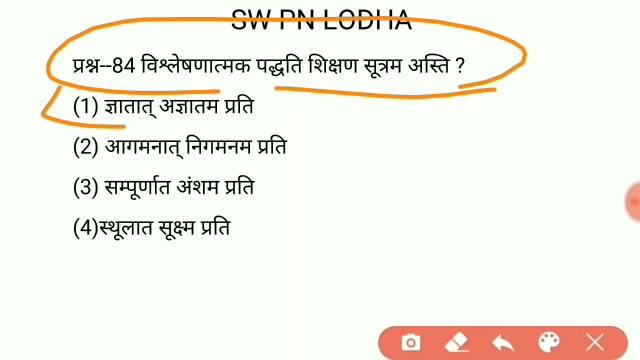 SW PN LODHA
प्रश्न--84 विश्लेषणात्मक पद्धति शिक्षण सूत्रम अस्ति ?
(1) ज्ञातात् अज्ञातम प्रति
(2) आगमनात् निगमनम प्रति
(3) सम्पूर्णात अंशम प्रति
(4)स्थूलात सूक्ष्म प्रति